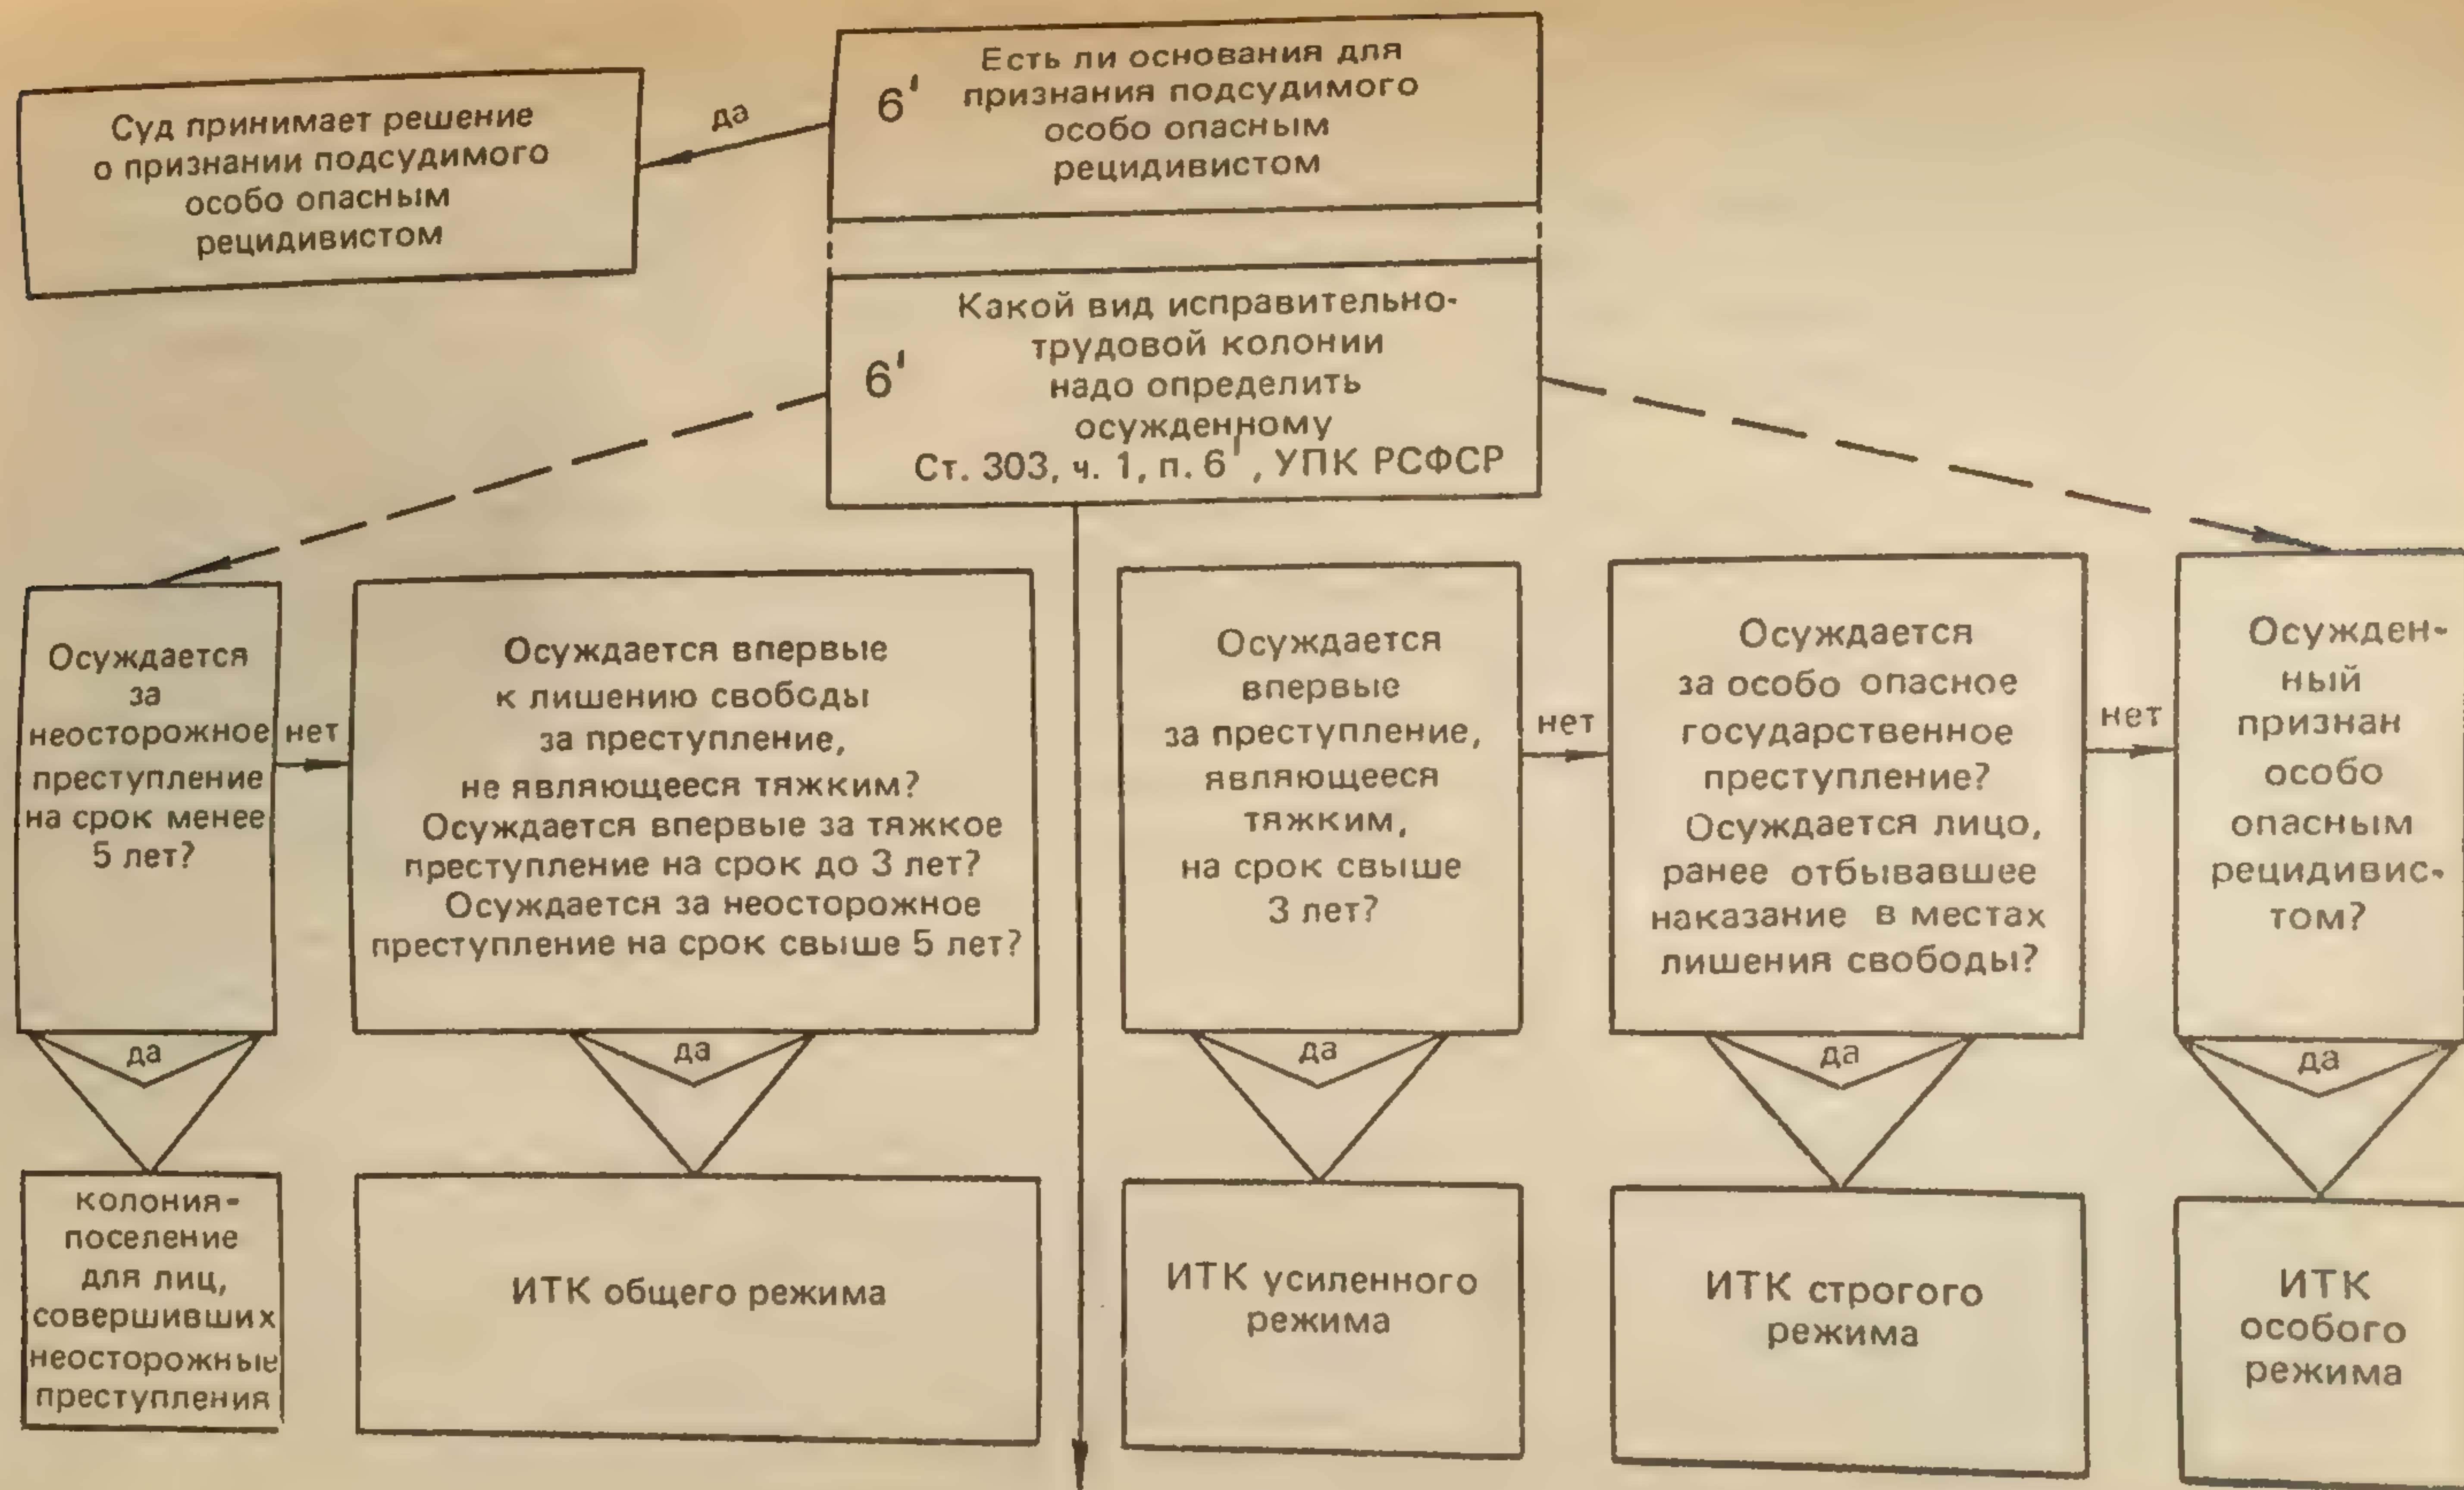 6'
Есть ли основания для
признания подсудимого
особо опасным
рецидивистом
да
Суд принимает решение
о признании подсудимого
особо опасным
рецидивистом
6'
Какой вид исправительно-
трудовой колонии
надо определить
осужденному
Ст. 303, ч. 1, п. 6', УПК РСФСР
Осуждается
за
неосторожное
преступление
на срок менее
5 лет?
нет
Осуждается впервые
к лишению свободы
за преступление,
не являющееся тяжким?
Осуждается впервые за тяжкое
преступление на срок до 3 лет?
Осуждается за неосторожное
преступление на срок свыше 5 лет?
Осуждается
впервые
за преступление,
являющееся
тяжким,
на срок свыше
3 лет?
нет
Осуждается
за особо опасное
государственное
преступление?
Осуждается лицо,
ранее отбывавшее
наказание в местах
лишения свободы?
нет
Осужден-
ный
признан
особо
опасным
рецидивис-
том?
да
да
да
да
да
колония-
поселение
для лиц,
совершивших
неосторожные
преступления
ИТК общего режима
ИТК усиленного
режима
ИТК строгого
режима
ИТК
особого
режима